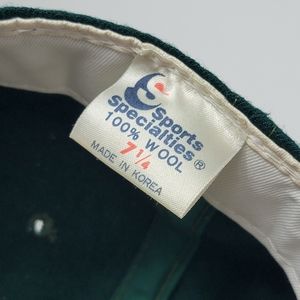 Sports
Specialties®
100% WOOL
7 1/4
MADE IN KOREA